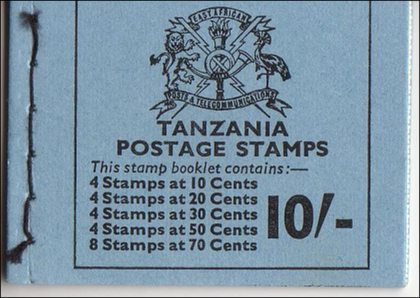 EAST AFRICAN
POSTS & TELECOMMUNICATIONS
TANZANIA
POSTAGE STAMPS
This stamp booklet contains:—
4 Stamps at 10 Cents
4 Stamps at 20 Cents
4 Stamps at 30 Cents
4 Stamps at 50 Cents
8 Stamps at 70 Cents
10/-